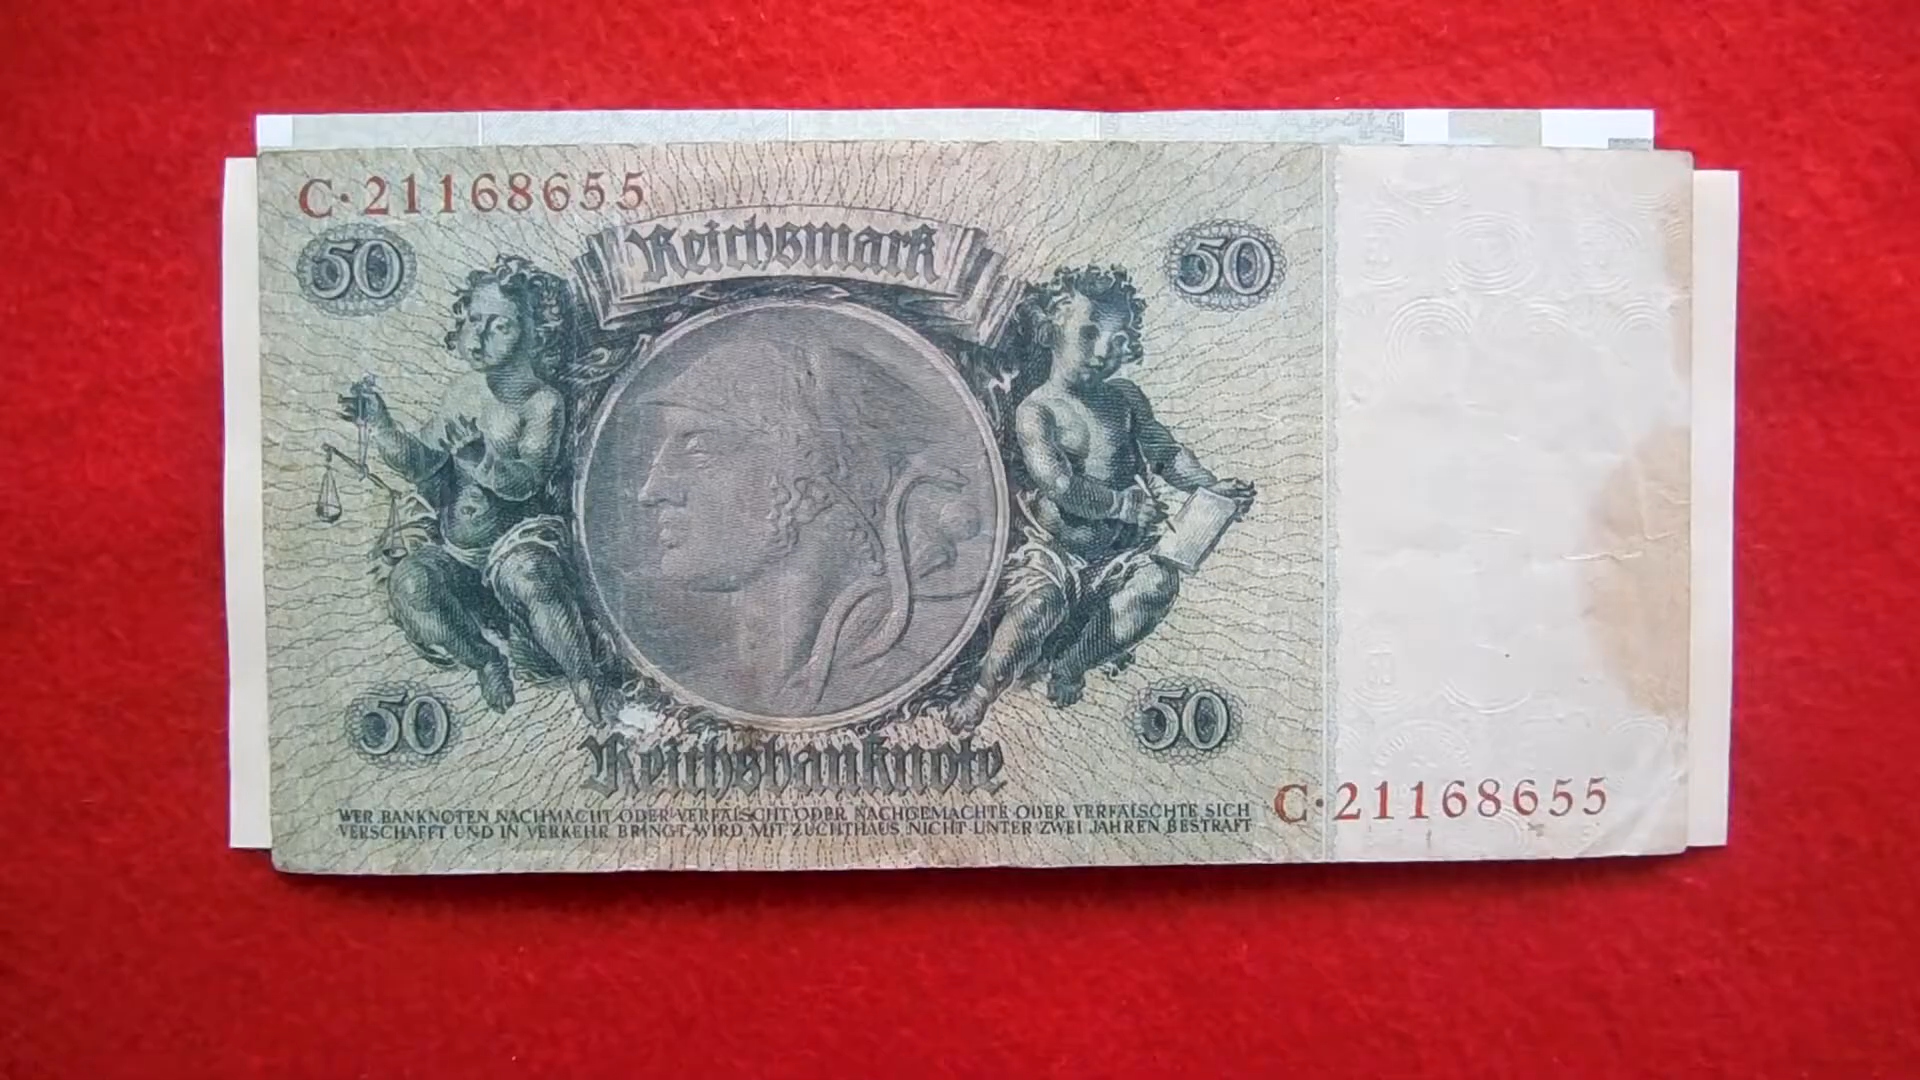 C·21168655
50
Reichsmark
50
50
Reichsbanknote
50
WER BANKNOTEN NACHMACHT ODER VERFÄLSCHT ODER NACHGEMACHTE ODER VERFÄLSCHTE SICH
VERSCHAFFT UND IN VERKEHR BRINGT, WIRD MIT ZUCHTHAUS NICHT UNTER ZWEI JAHREN BESTRAFT
C·21168655